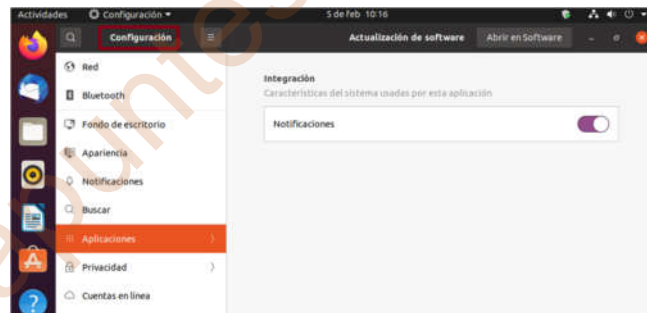 Actividades Configuración 5 de feb 10:16
Configuración Actualización de software Abrir en Software
Red
Bluetooth
Fondo de escritorio
Apariencia
Notificaciones
Buscar
Aplicaciones
Privacidad
Cuentas en línea
Integración
Características del sistema usadas por esta aplicación
Notificaciones